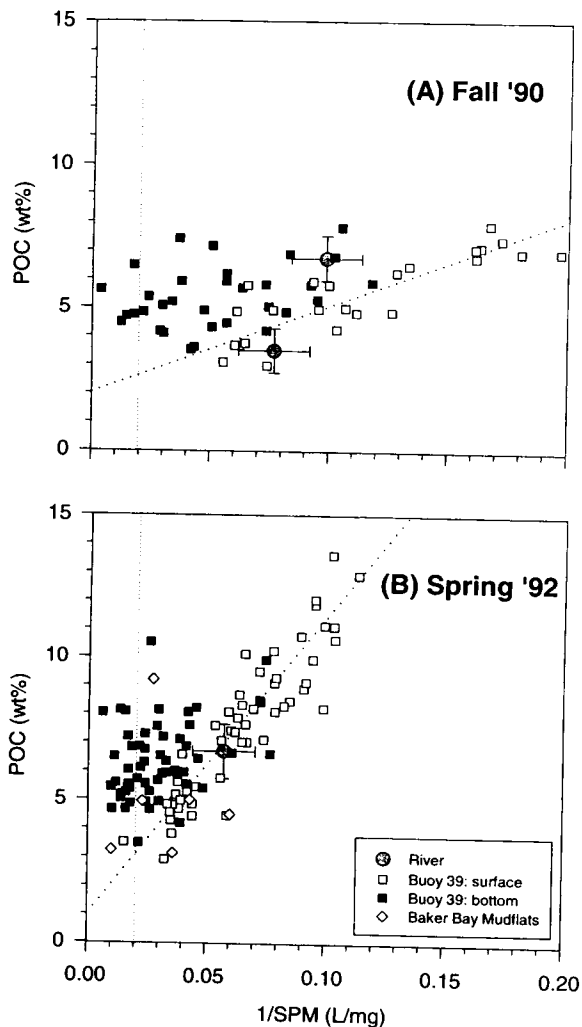 15
(A) Fall '90
10
POC (wt%)
5
0
15
(B) Spring '92
10
POC (wt%)
5
River
Buoy 39: surface
Buoy 39: bottom
Baker Bay Mudflats
0
0.00
0.05
0.10
0.15
0.20
1/SPM (L/mg)